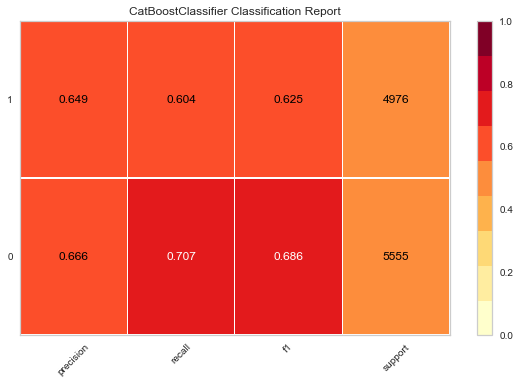 CatBoostClassifier Classification Report
1 0.649 0.604 0.625 4976
0 0.666 0.707 0.686 5555
precision recall f1 support
1.0
0.8
0.6
0.4
0.2
0.0